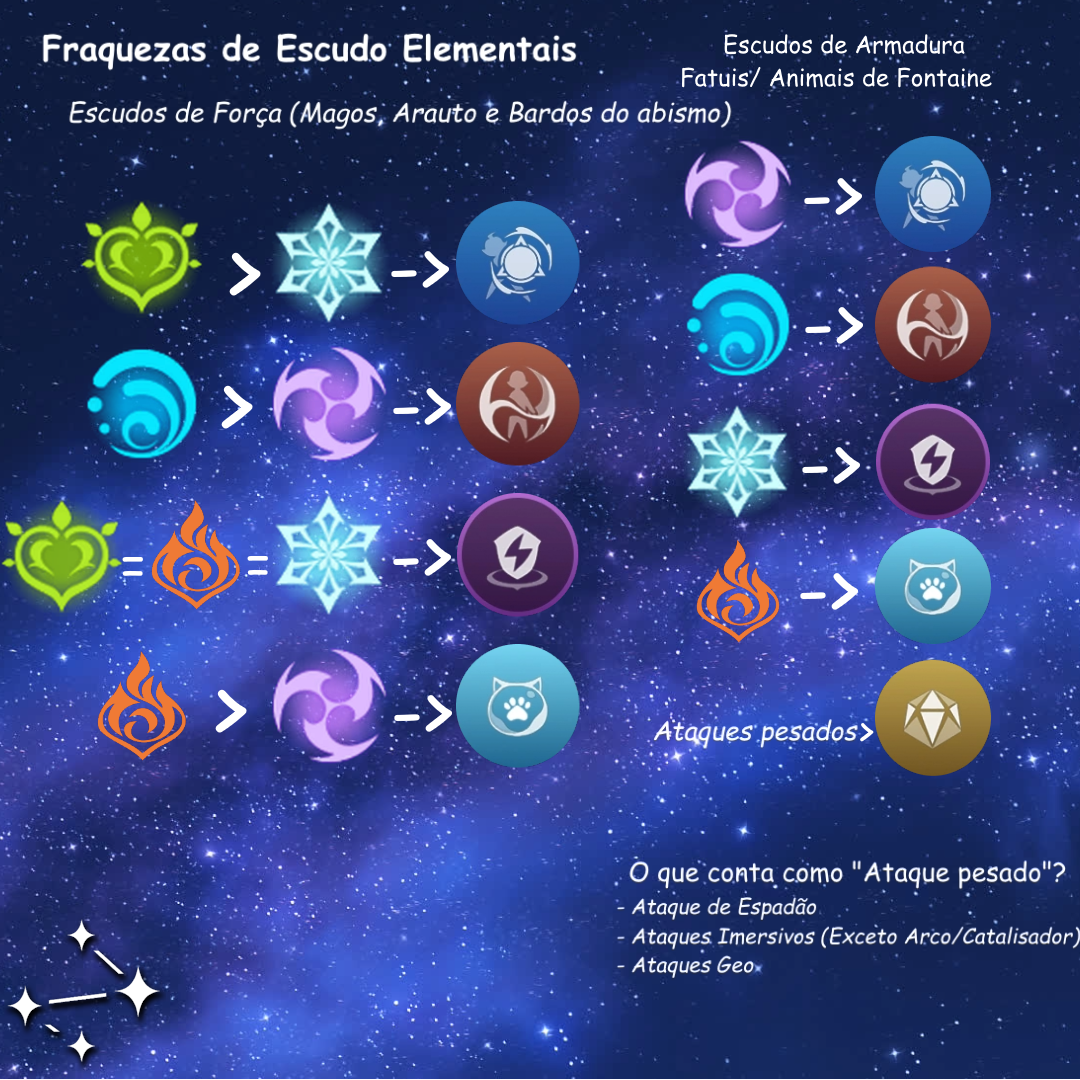 Fraquezas de Escudo Elementais
Escudos de Força (Magos, Arauto e Bardos do abismo)
Escudos de Armadura
Fatuis/ Animais de Fontaine
Ataques pesados>
O que conta como "Ataque pesado"?
- Ataque de Espadão
- Ataques Imersivos (Exceto Arco/Catalisador)
- Ataques Geo